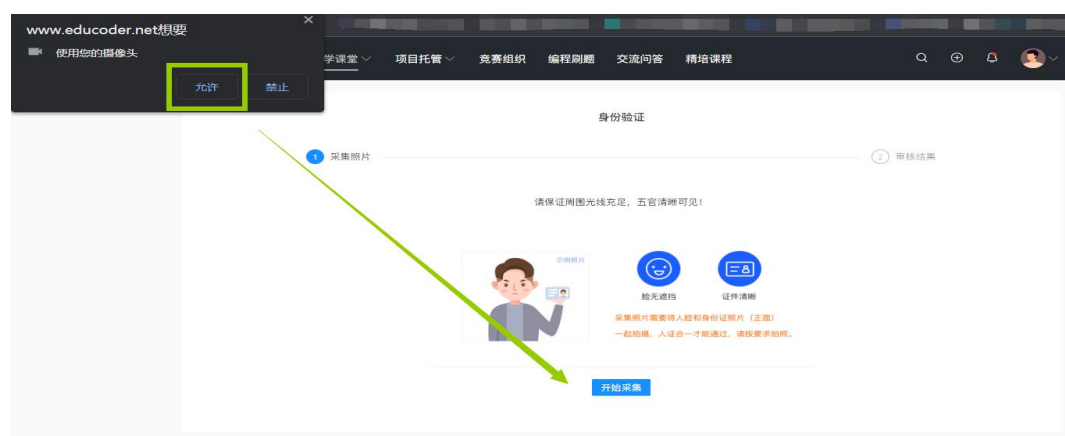 www.educoder.net想要
使用您的摄像头
允许 禁止
学课堂 项目托管 竞赛组织 编程刷题 交流问答 精培课程
身份验证
1 采集照片 2 审核结果
请保证周围光线充足，五官清晰可见！
示例照片
脸无遮挡 证件清晰
采集照片需要将人脸和身份证照片（正面）
一起拍摄，人证合一才能通过，请按要求拍照。
开始采集